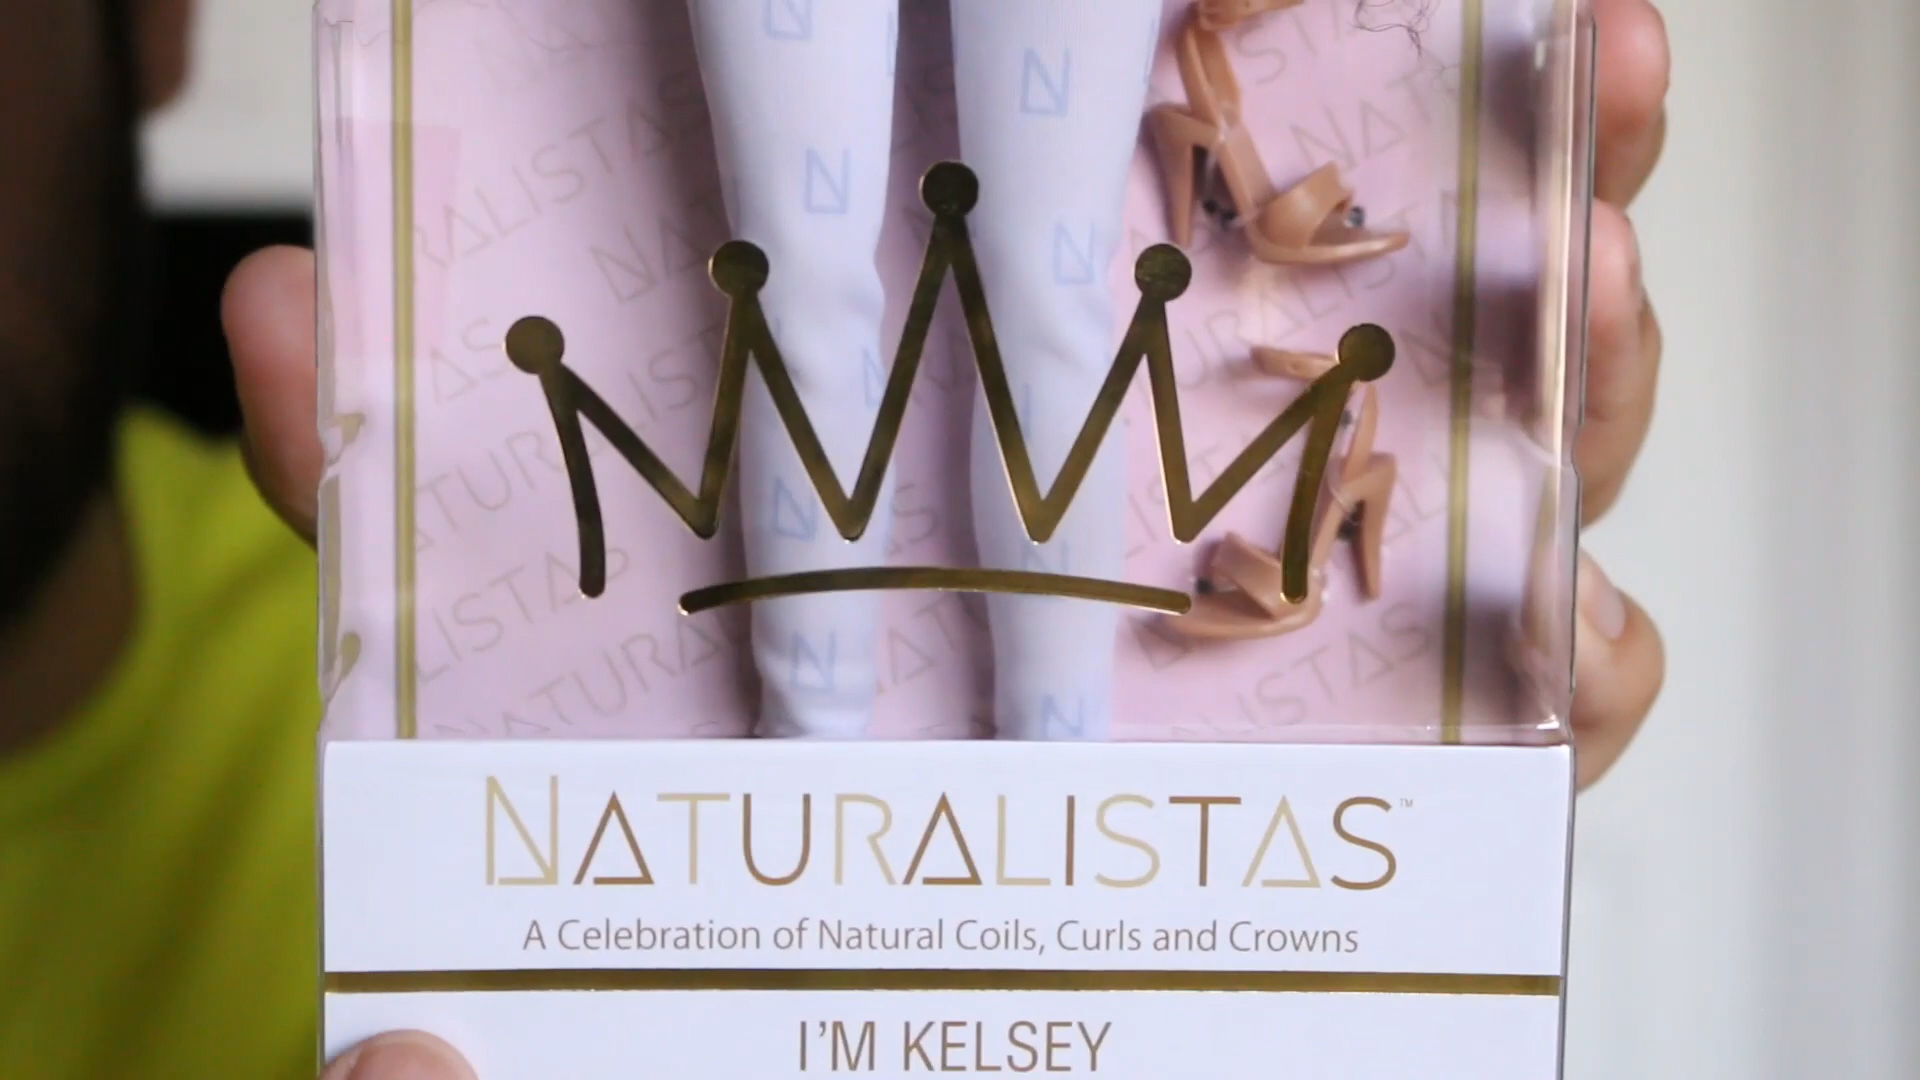 NATURALISTAS™
A Celebration of Natural Coils, Curls and Crowns
I'M KELSEY